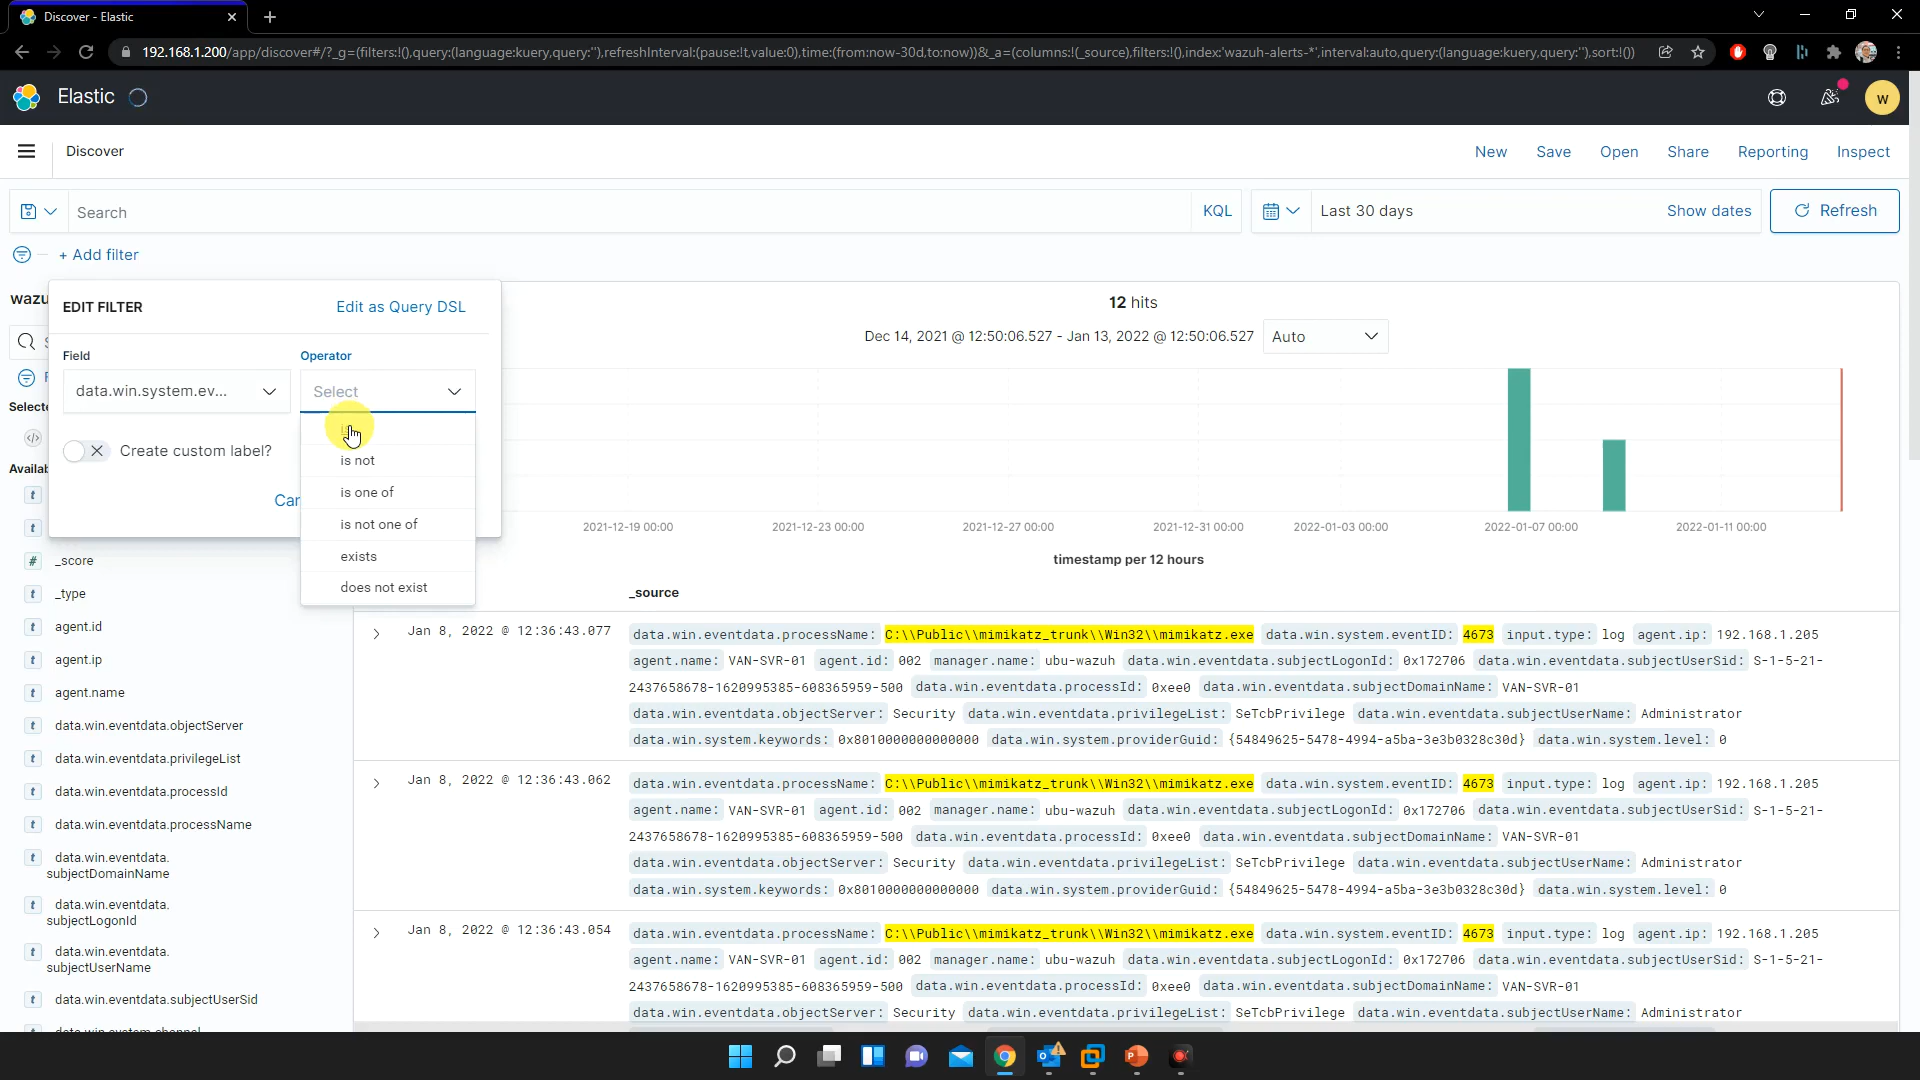 Discover - Elastic
192.168.1.200/app/discover#/?_g=(filters:!(),query:(language:kuery,query:''),refreshInterval:(pause:!t,value:0),time:(from:now-30d,to:now))&_a=(columns:!(_source),filters:!(),index:'wazuh-alerts-*',interval:auto,query:(language:kuery,query:''),sort:!())
Elastic
w
Discover
New Save Open Share Reporting Inspect
Search KQL Last 30 days Show dates Refresh
+ Add filter
wazu
EDIT FILTER Edit as Query DSL
12 hits
Dec 14, 2021 @ 12:50:06.527 - Jan 13, 2022 @ 12:50:06.527 Auto
Field Operator
data.win.system.ev... Select
Selecte
is
Create custom label?
is not
Availab
is one of
Can
is not one of
exists
does not exist
2021-12-19 00:00 2021-12-23 00:00 2021-12-27 00:00 2021-12-31 00:00 2022-01-03 00:00 2022-01-07 00:00 2022-01-11 00:00
timestamp per 12 hours
t
t
# _score
t _type
t agent.id
t agent.ip
t agent.name
t data.win.eventdata.objectServer
t data.win.eventdata.privilegeList
t data.win.eventdata.processId
t data.win.eventdata.processName
t data.win.eventdata.
subjectDomainName
t data.win.eventdata.
subjectLogonId
t data.win.eventdata.
subjectUserName
t data.win.eventdata.subjectUserSid
data.win.system.channel
_source
Jan 8, 2022 @ 12:36:43.077 data.win.eventdata.processName: C:\\Public\\mimikatz_trunk\\Win32\\mimikatz.exe data.win.system.eventID: 4673 input.type: log agent.ip: 192.168.1.205
agent.name: VAN-SVR-01 agent.id: 002 manager.name: ubu-wazuh data.win.eventdata.subjectLogonId: 0x172706 data.win.eventdata.subjectUserSid: S-1-5-21-
2437658678-1620995385-608365959-500 data.win.eventdata.processId: 0xee0 data.win.eventdata.subjectDomainName: VAN-SVR-01
data.win.eventdata.objectServer: Security data.win.eventdata.privilegeList: SeTcbPrivilege data.win.eventdata.subjectUserName: Administrator
data.win.system.keywords: 0x8010000000000000 data.win.system.providerGuid: {54849625-5478-4994-a5ba-3e3b0328c30d} data.win.system.level: 0
Jan 8, 2022 @ 12:36:43.062 data.win.eventdata.processName: C:\\Public\\mimikatz_trunk\\Win32\\mimikatz.exe data.win.system.eventID: 4673 input.type: log agent.ip: 192.168.1.205
agent.name: VAN-SVR-01 agent.id: 002 manager.name: ubu-wazuh data.win.eventdata.subjectLogonId: 0x172706 data.win.eventdata.subjectUserSid: S-1-5-21-
2437658678-1620995385-608365959-500 data.win.eventdata.processId: 0xee0 data.win.eventdata.subjectDomainName: VAN-SVR-01
data.win.eventdata.objectServer: Security data.win.eventdata.privilegeList: SeTcbPrivilege data.win.eventdata.subjectUserName: Administrator
data.win.system.keywords: 0x8010000000000000 data.win.system.providerGuid: {54849625-5478-4994-a5ba-3e3b0328c30d} data.win.system.level: 0
Jan 8, 2022 @ 12:36:43.054 data.win.eventdata.processName: C:\\Public\\mimikatz_trunk\\Win32\\mimikatz.exe data.win.system.eventID: 4673 input.type: log agent.ip: 192.168.1.205
agent.name: VAN-SVR-01 agent.id: 002 manager.name: ubu-wazuh data.win.eventdata.subjectLogonId: 0x172706 data.win.eventdata.subjectUserSid: S-1-5-21-
2437658678-1620995385-608365959-500 data.win.eventdata.processId: 0xee0 data.win.eventdata.subjectDomainName: VAN-SVR-01
data.win.eventdata.objectServer: Security data.win.eventdata.privilegeList: SeTcbPrivilege data.win.eventdata.subjectUserName: Administrator